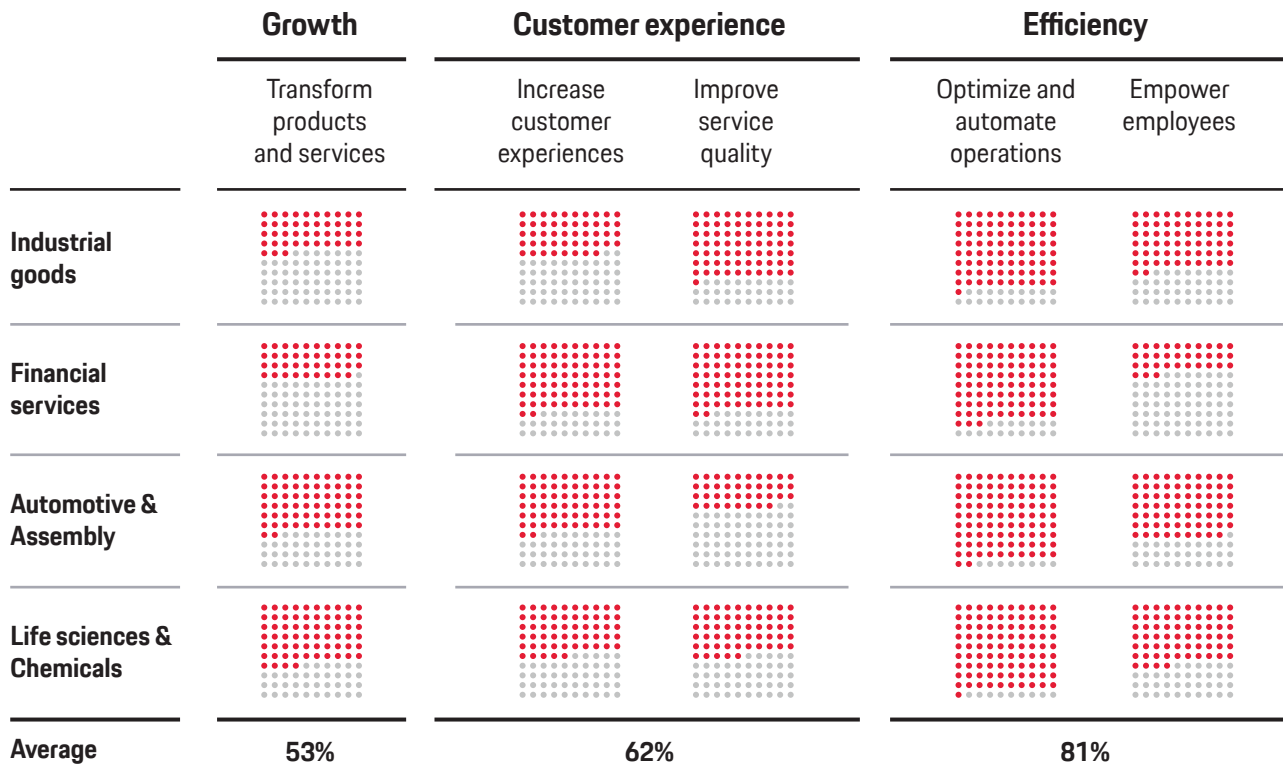 Growth
Customer experience
Efficiency
Transform
products
and services
Increase
customer
experiences
Improve
service
quality
Optimize and
automate
operations
Empower
employees
Industrial
goods
Financial
services
Automotive &
Assembly
Life sciences &
Chemicals
Average
53%
62%
81%